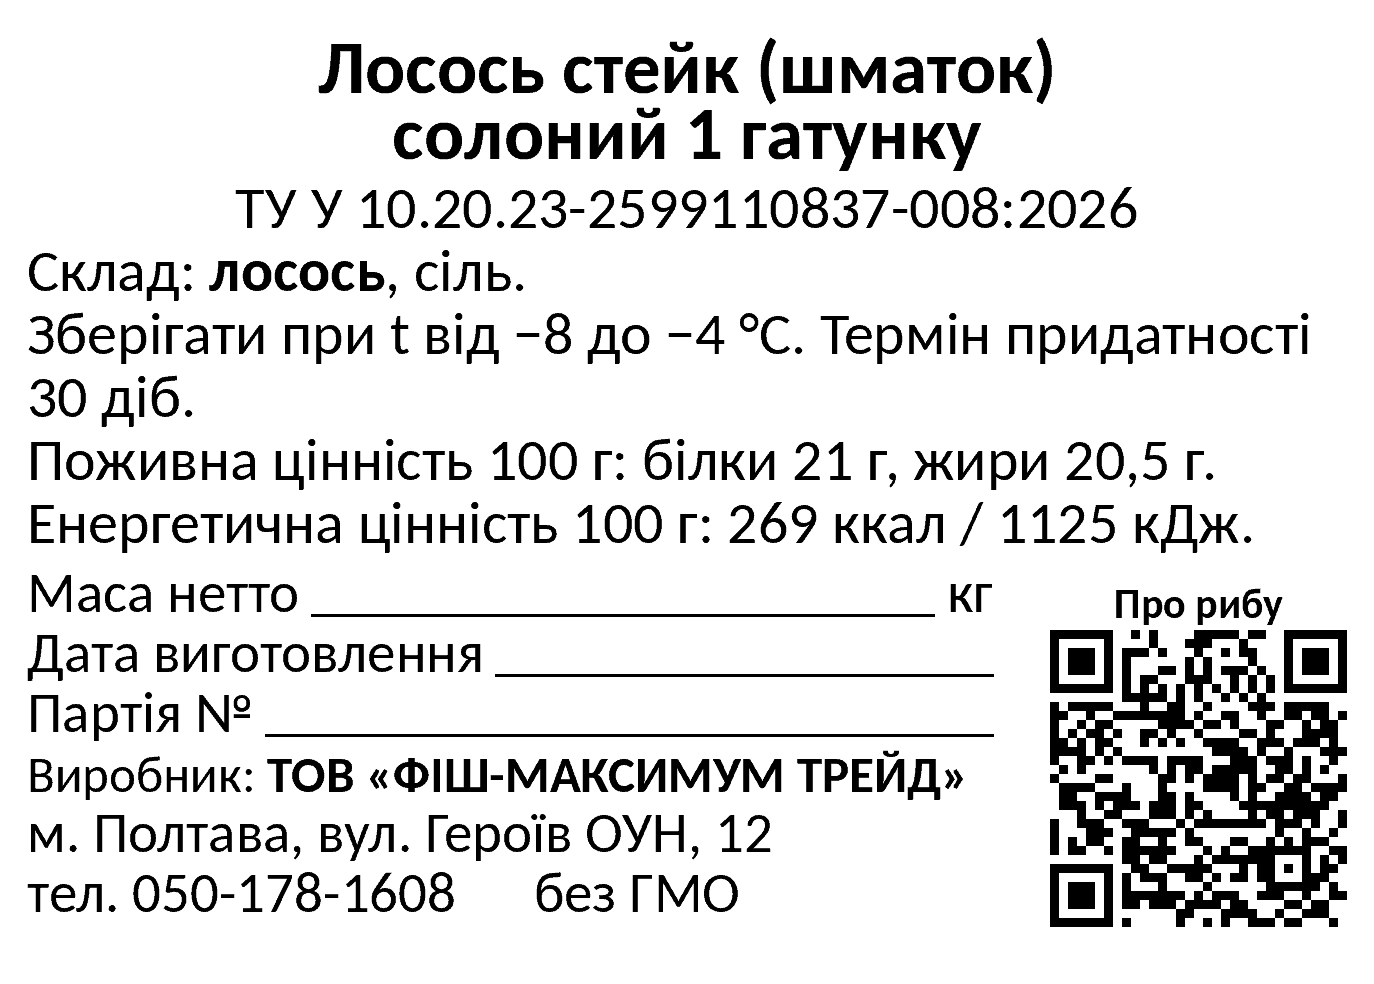 Лосось стейк (шматок)
солоний 1 гатунку
ТУ У 10.20.23-2599110837-008:2026
Склад: лосось, сіль.
Зберігати при t від −8 до −4 °C. Термін придатності
30 діб.
Поживна цінність 100 г: білки 21 г, жири 20,5 г.
Енергетична цінність 100 г: 269 ккал / 1125 кДж.
Маса нетто ______________________ кг
Дата виготовлення __________________
Партія № __________________________
Виробник: ТОВ «ФІШ-МАКСИМУМ ТРЕЙД»
м. Полтава, вул. Героїв ОУН, 12
тел. 050-178-1608 без ГМО
Про рибу